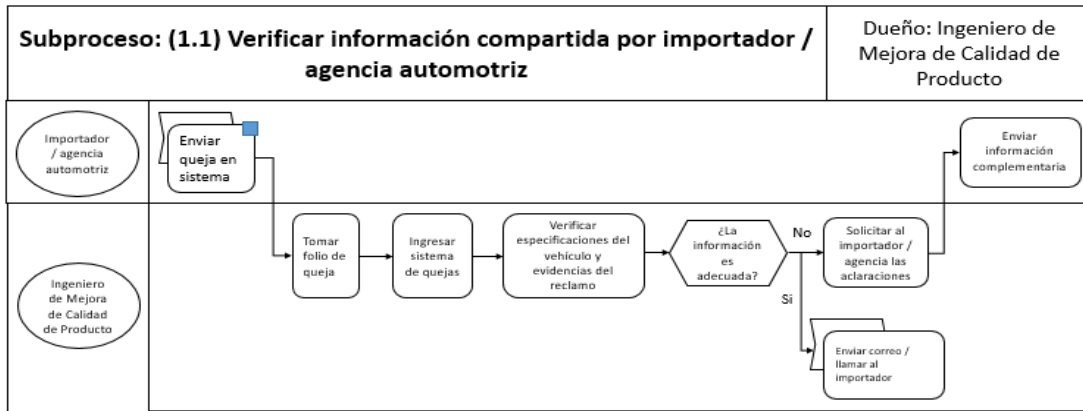 Subproceso: (1.1) Verificar información compartida por importador /
agencia automotriz
Dueño: Ingeniero de
Mejora de Calidad de
Producto
Importador
/ agencia
automotriz
Enviar
queja en
sistema
Enviar
información
complementaria
Ingeniero
de Mejora
de Calidad
de Producto
Tomar
folio de
queja
Ingresar
sistema
de quejas
Verificar
especificaciones del
vehículo y
evidencias del
reclamo
¿La
información
es
adecuada?
No
Si
Solicitar al
importador /
agencia las
aclaraciones
Enviar correo /
llamar al
importador